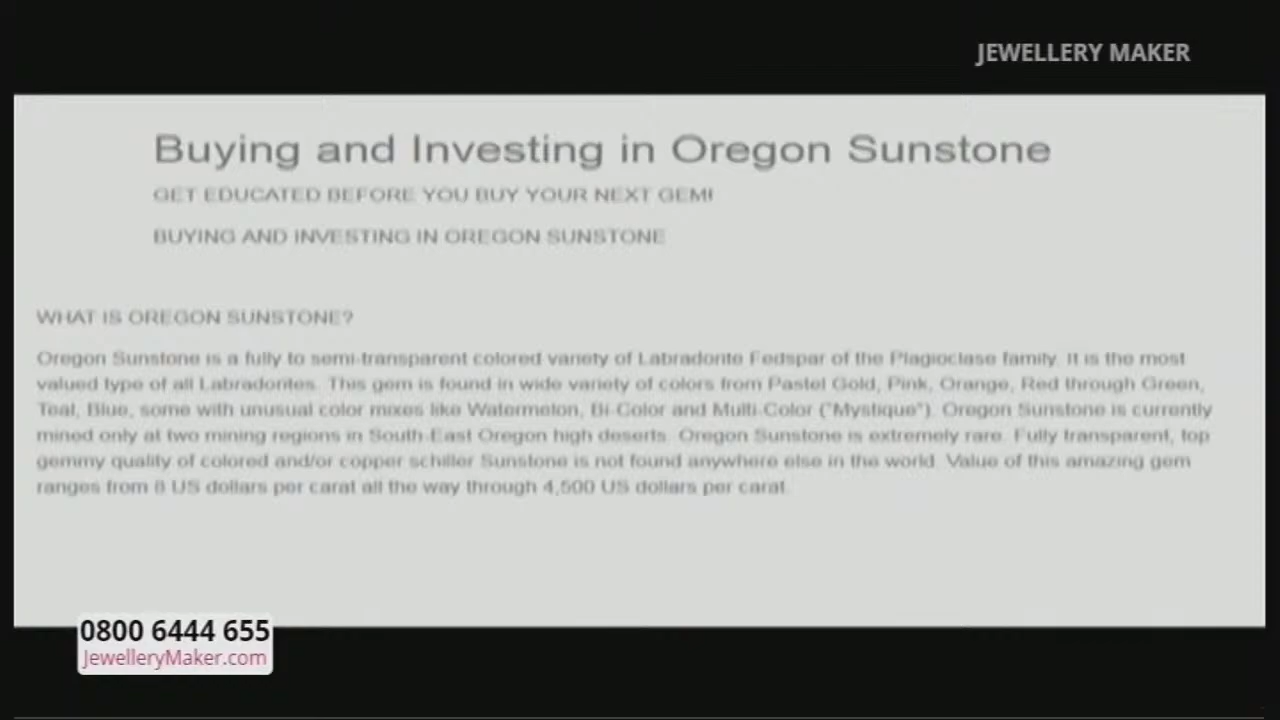 JEWELLERY MAKER
Buying and Investing in Oregon Sunstone
GET EDUCATED BEFORE YOU BUY YOUR NEXT GEM!
BUYING AND INVESTING IN OREGON SUNSTONE
WHAT IS OREGON SUNSTONE?
Oregon Sunstone is a fully to semi-transparent colored variety of Labradorite Fedspar of the Plagioclase family. It is the most
valued type of all Labradorites. This gem is found in wide variety of colors from Pastel Gold, Pink, Orange, Red through Green,
Teal, Blue, some with unusual color mixes like Watermelon, Bi-Color and Multi-Color ("Mystique"). Oregon Sunstone is currently
mined only at two mining regions in South-East Oregon high deserts. Oregon Sunstone is extremely rare. Fully transparent, top
gemmy quality of colored and/or copper schiller Sunstone is not found anywhere else in the world. Value of this amazing gem
ranges from 8 US dollars per carat all the way through 4,500 US dollars per carat.
0800 6444 655
JewelleryMaker.com